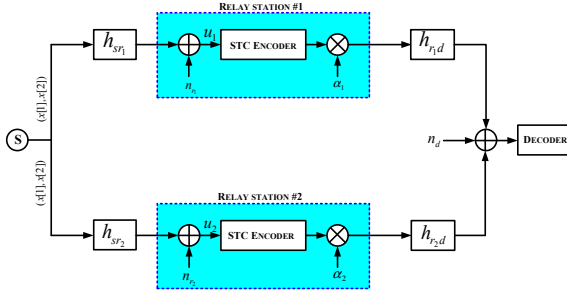 RELAY STATION #1
h_{sr_1}
u_1
STC ENCODER
h_{r_1d}
n_{r_1}
α_1
(x[1],x[2])
S
n_d
DECODER
(x[1],x[2])
RELAY STATION #2
h_{sr_2}
u_2
STC ENCODER
h_{r_2d}
n_{r_2}
α_2